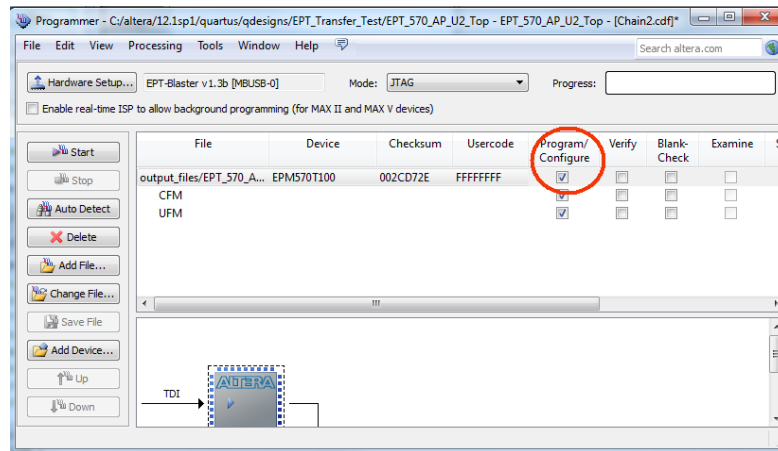 Programmer - C:/altera/12.1sp1/quartus/qdesigns/EPT_Transfer_Test/EPT_570_AP_U2_Top - EPT_570_AP_U2_Top - [Chain2.cdf]*
File Edit View Processing Tools Window Help
Search altera.com
Hardware Setup... EPT-Blaster v1.3b [MBUSB-0] Mode: JTAG Progress:
Enable real-time ISP to allow background programming (for MAX II and MAX V devices)
Start
Stop
Auto Detect
Delete
Add File...
Change File...
Save File
Add Device...
Up
Down
File Device Checksum Usercode Program/ Configure Verify Blank- Check Examine
output_files/EPT_570_A... EPM570T100 002CD72E FFFFFFFF
CFM
UFM
TDI
ALTERA